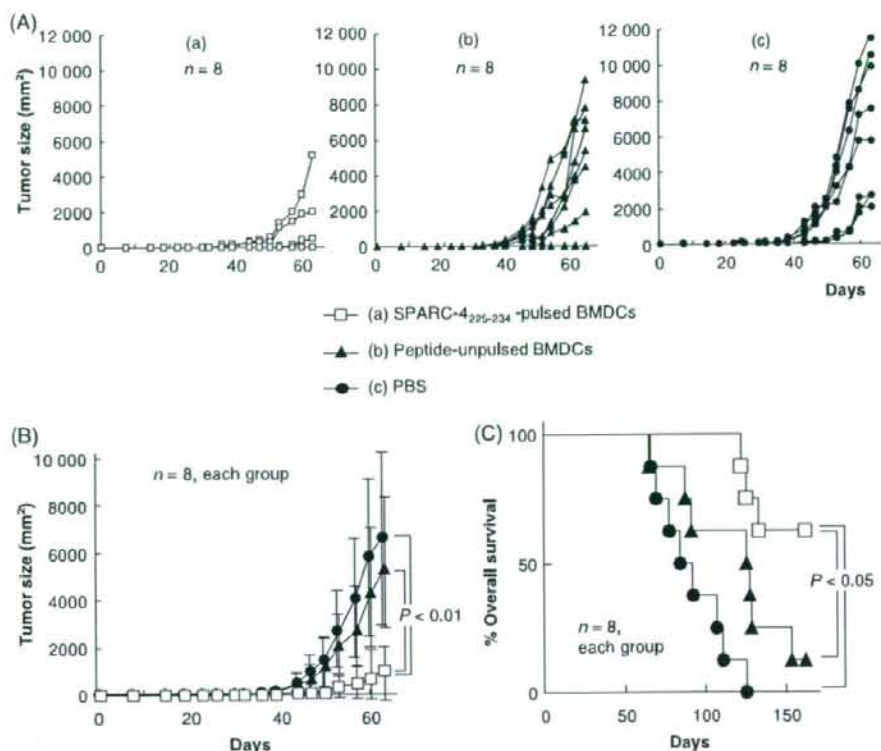 (A)
(a)
n = 8
12 000
10 000
8000
6000
4000
2000
0
Tumor size (mm²)
0 20 40 60
(b)
n = 8
12 000
10 000
8000
6000
4000
2000
0
0 20 40 60
(c)
n = 8
12 000
10 000
8000
6000
4000
2000
0
0 20 40 60
Days
(a) SPARC-4₂₂₅₋₂₃₄ -pulsed BMDCs
(b) Peptide-unpulsed BMDCs
(c) PBS
(B)
n = 8, each group
10 000
8000
6000
4000
2000
0
Tumor size (mm²)
P < 0.01
0 20 40 60
Days
(C)
100
50
0
% Overall survival
P < 0.05
n = 8,
each group
0 50 100 150
Days